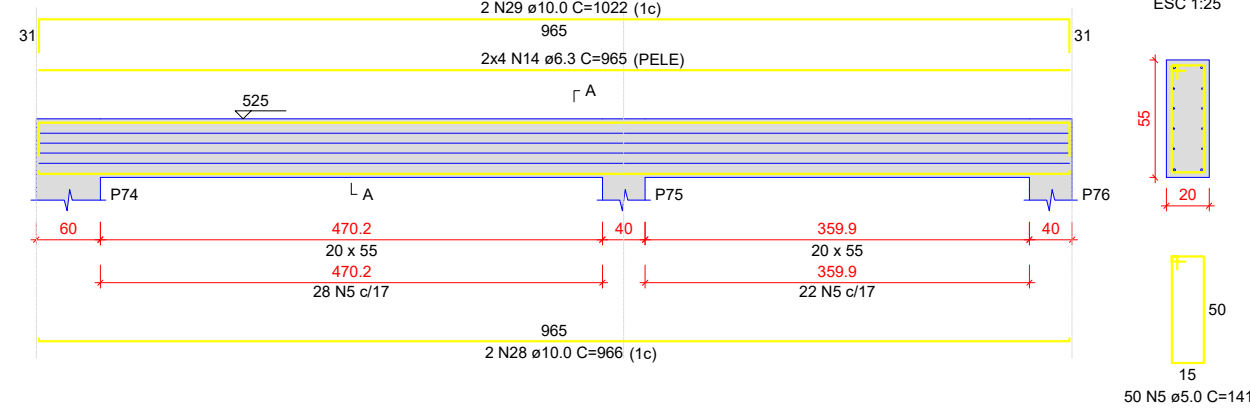 2 N29 ø10.0 C=1022 (1c)
ESC 1:25
31
965
31
2x4 N14 ø6.3 C=965 (PELE)
A
525
55
A
P74
P75
P76
20
60
470.2
40
359.9
40
20 x 55
20 x 55
470.2
359.9
28 N5 c/17
22 N5 c/17
50
965
2 N28 ø10.0 C=966 (1c)
15
50 N5 ø5.0 C=141